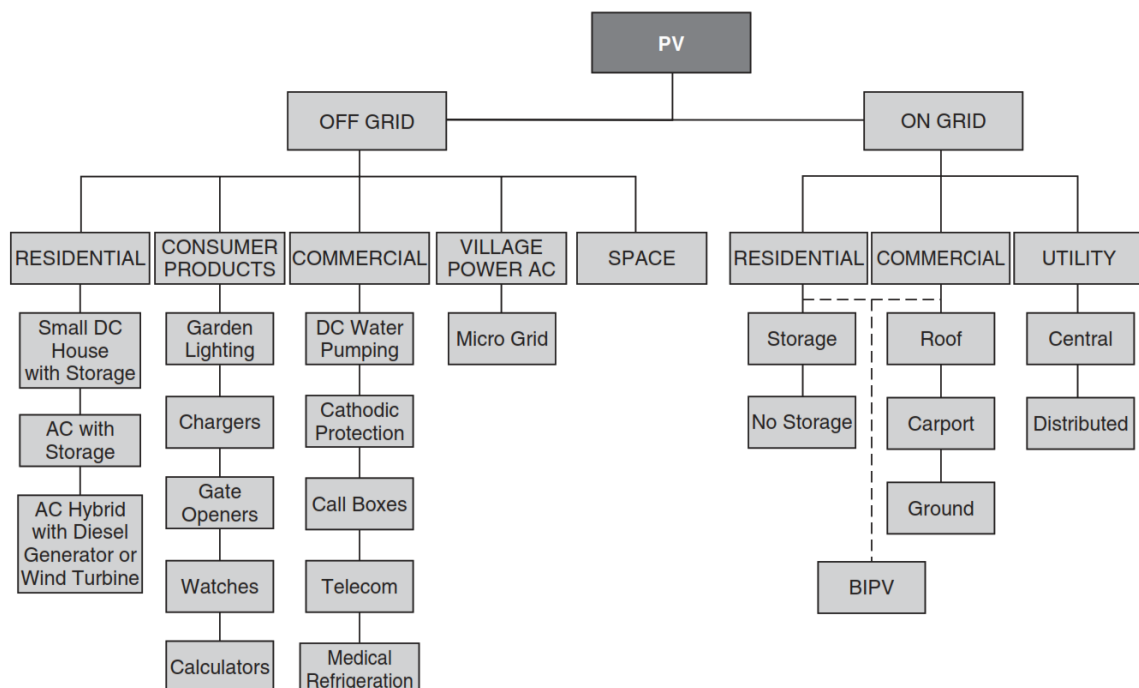 PV
OFF GRID
ON GRID
RESIDENTIAL
CONSUMER
PRODUCTS
COMMERCIAL
VILLAGE
POWER AC
SPACE
RESIDENTIAL
COMMERCIAL
UTILITY
Small DC
House
with Storage
AC with
Storage
AC Hybrid
with Diesel
Generator or
Wind Turbine
Garden
Lighting
Chargers
Gate
Openers
Watches
Calculators
DC Water
Pumping
Cathodic
Protection
Call Boxes
Telecom
Medical
Refrigeration
Micro Grid
Storage
No Storage
Roof
Carport
Ground
BIPV
Central
Distributed